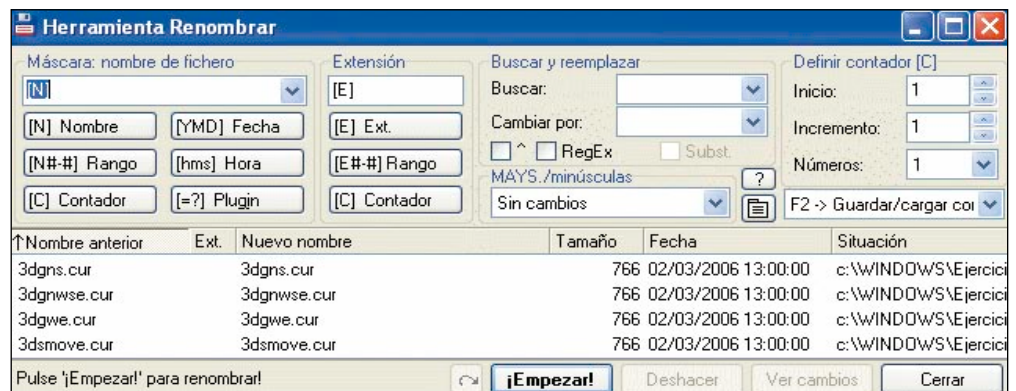 Herramienta Renombrar
Máscara: nombre de fichero
[N]
[N] Nombre
[YMD] Fecha
[N#-#] Rango
[hms] Hora
[C] Contador
[=?] Plugin
Extensión
[E]
[E] Ext.
[E#-#] Rango
[C] Contador
Buscar y reemplazar
Buscar:
Cambiar por:
^ RegEx Subst.
MAYS./minúsculas
?
Sin cambios
Definir contador [C]
Inicio: 1
Incremento: 1
Números: 1
F2 -> Guardar/cargar
↑Nombre anterior Ext. Nuevo nombre Tamaño Fecha Situación
3dgns.cur 3dgns.cur 766 02/03/2006 13:00:00 c:\WINDOWS\Ejercici
3dgnwse.cur 3dgnwse.cur 766 02/03/2006 13:00:00 c:\WINDOWS\Ejercici
3dgwe.cur 3dgwe.cur 766 02/03/2006 13:00:00 c:\WINDOWS\Ejercici
3dsmove.cur 3dsmove.cur 766 02/03/2006 13:00:00 c:\WINDOWS\Ejercici
Pulse '¡Empezar!' para renombrar! ¡Empezar! Deshacer Ver cambios Cerrar